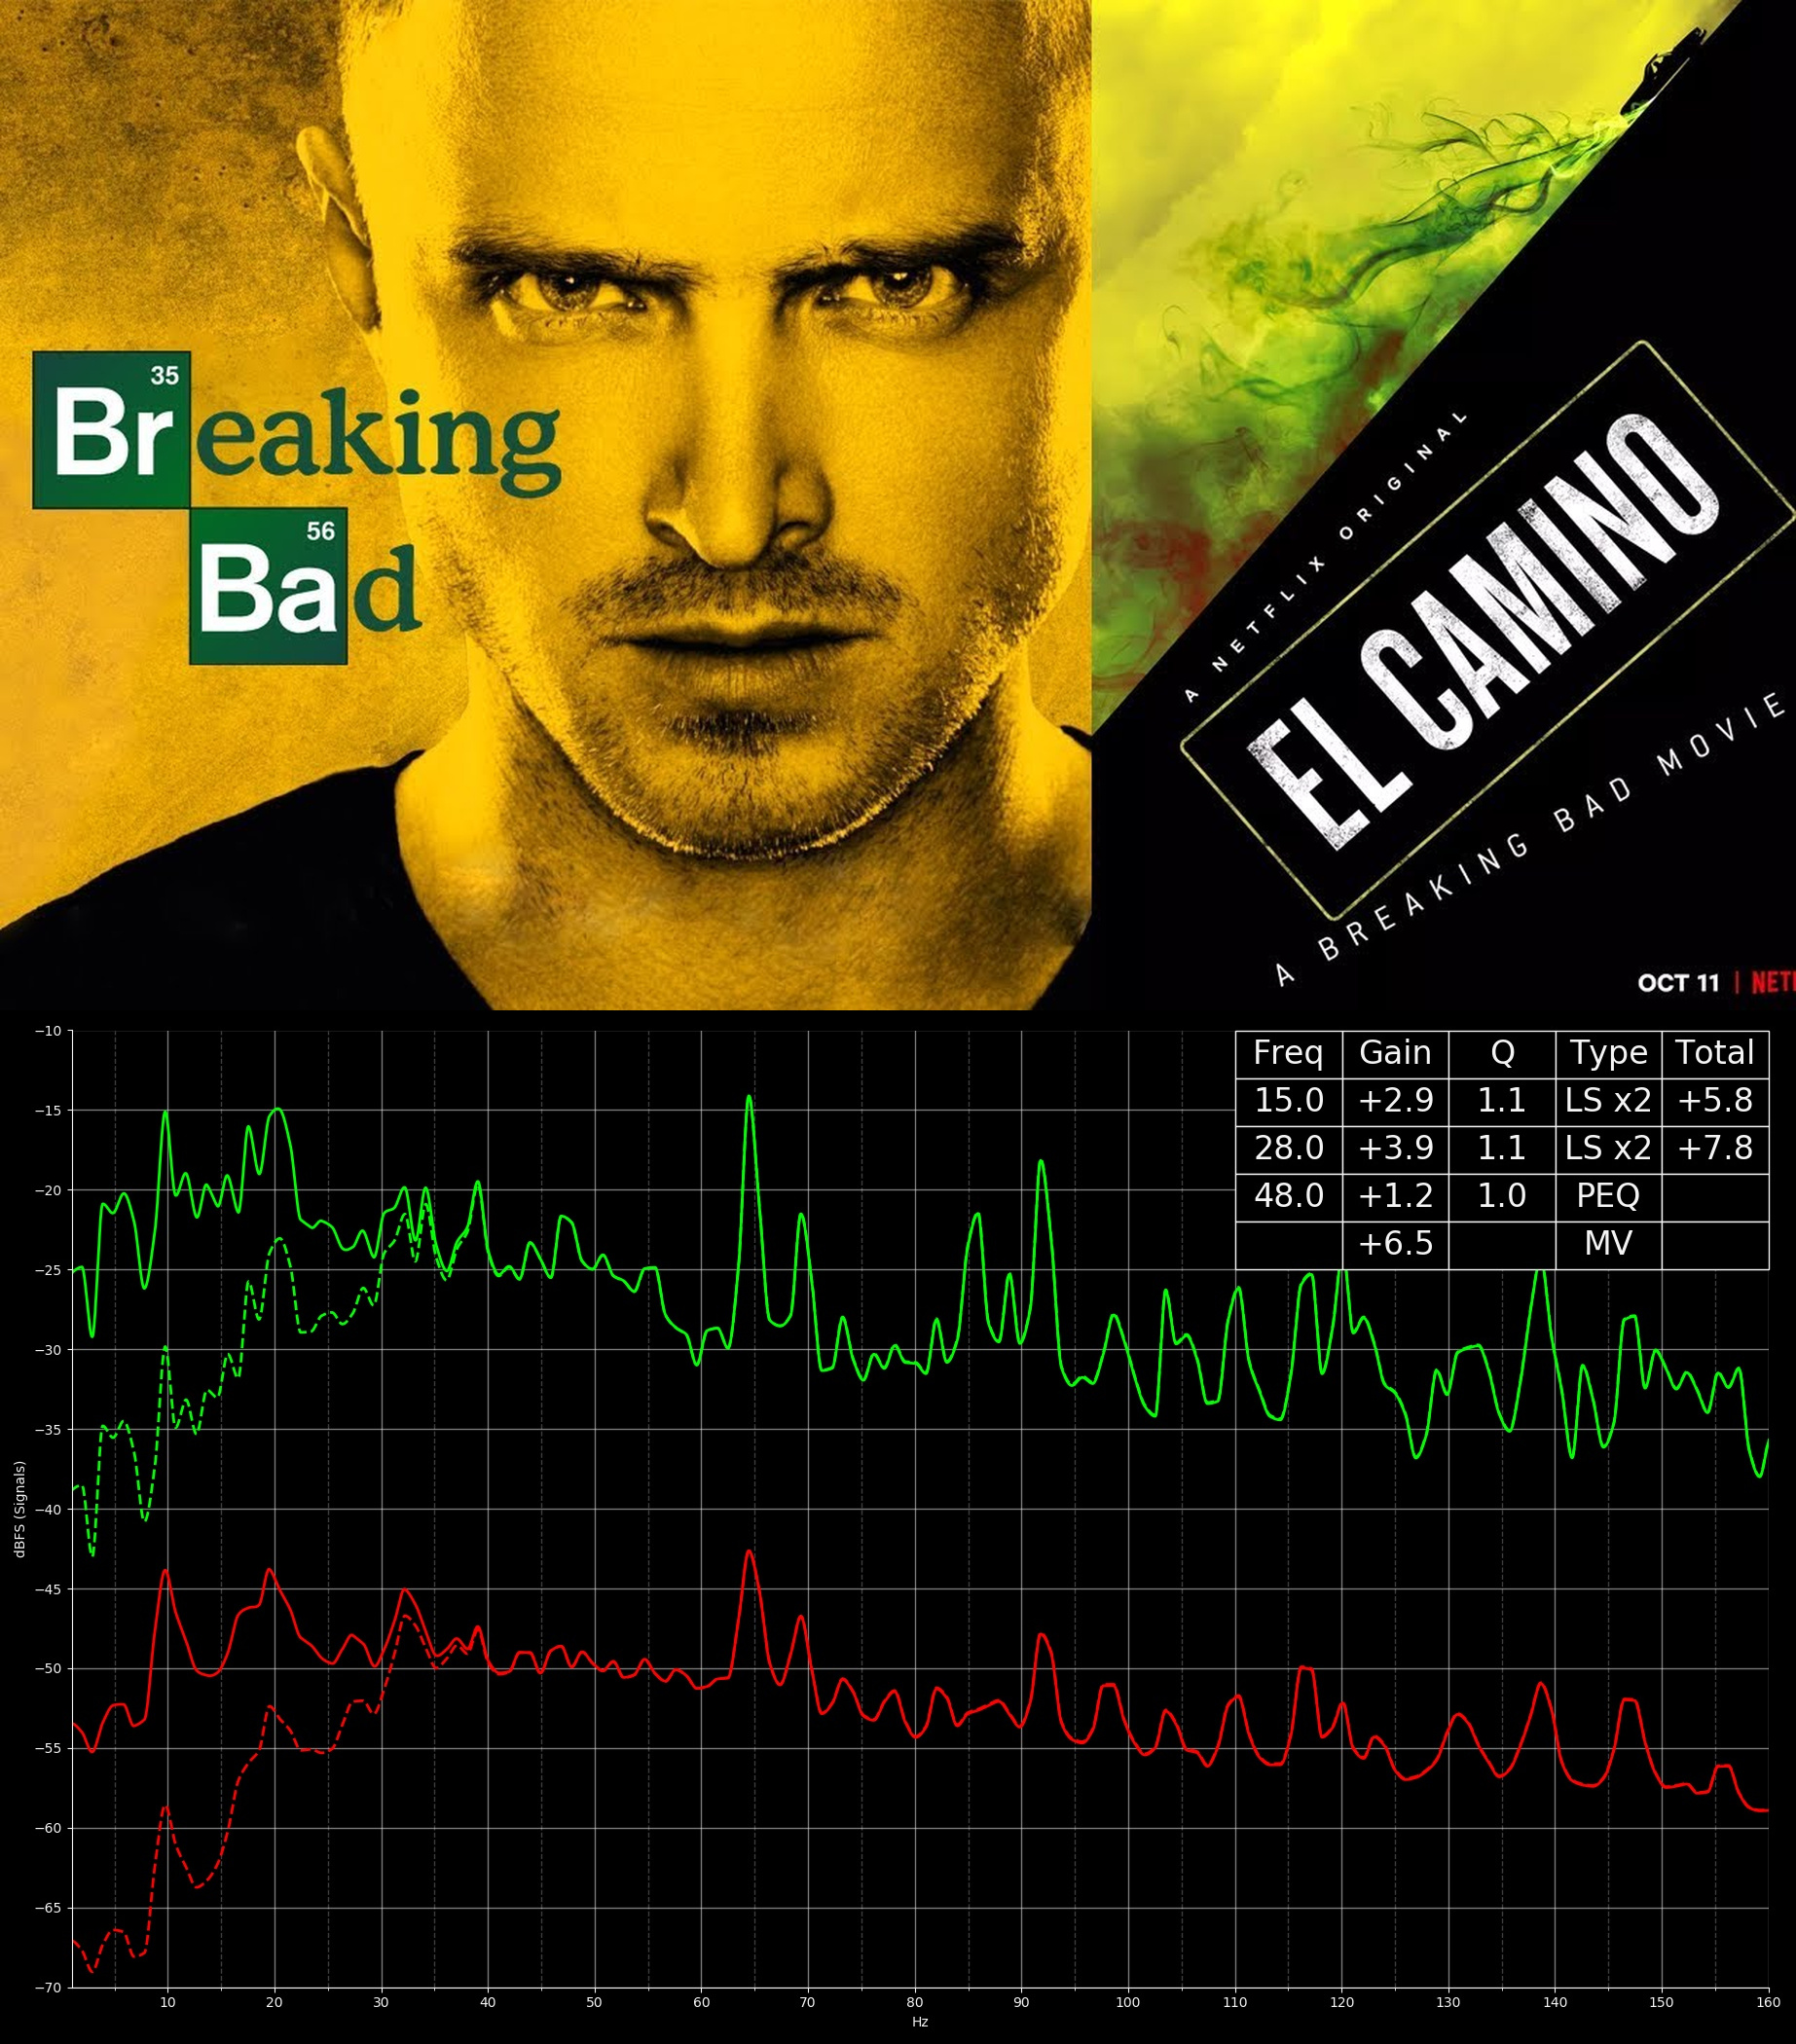 35
Breaking
56
Bad
A NETFLIX ORIGINAL
EL CAMINO
A BREAKING BAD MOVIE
OCT 11 | NETF
Freq Gain Q Type Total
15.0 +2.9 1.1 LS x2 +5.8
28.0 +3.9 1.1 LS x2 +7.8
48.0 +1.2 1.0 PEQ
+6.5 MV
dBFS (Signals)
−10
−15
−20
−25
−30
−35
−40
−45
−50
−55
−60
−65
−70
10 20 30 40 50 60 70 80 90 100 110 120 130 140 150 160
Hz